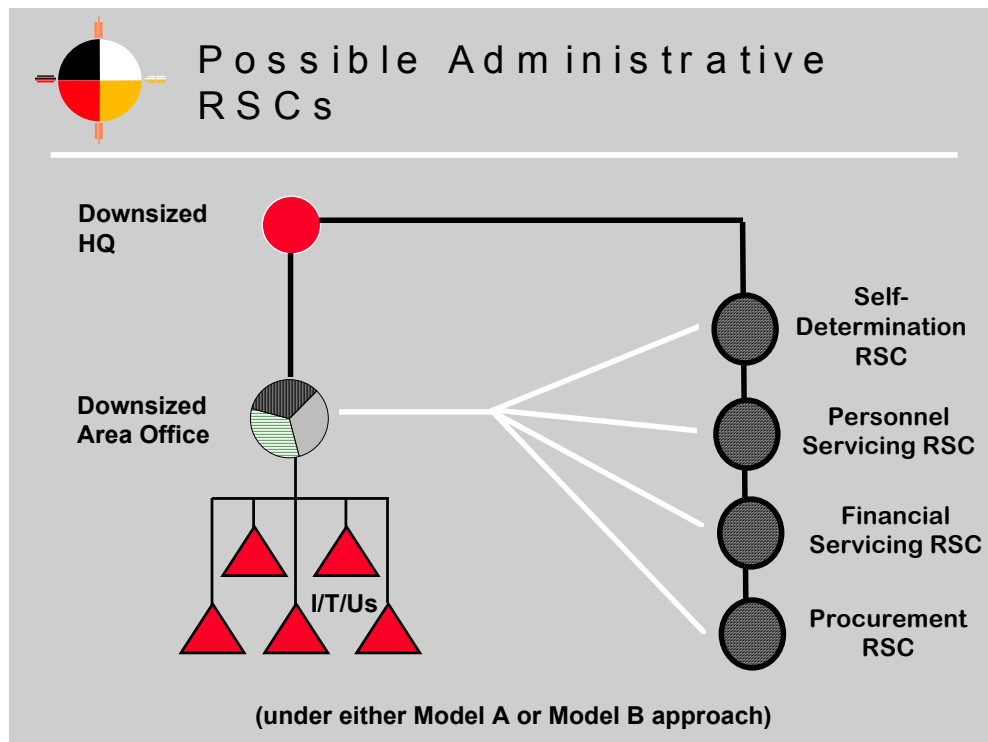 Possible Administrative
RSCs
Downsized
HQ
Self-
Determination
RSC
Downsized
Area Office
Personnel
Servicing RSC
Financial
Servicing RSC
I/T/Us
Procurement
RSC
(under either Model A or Model B approach)